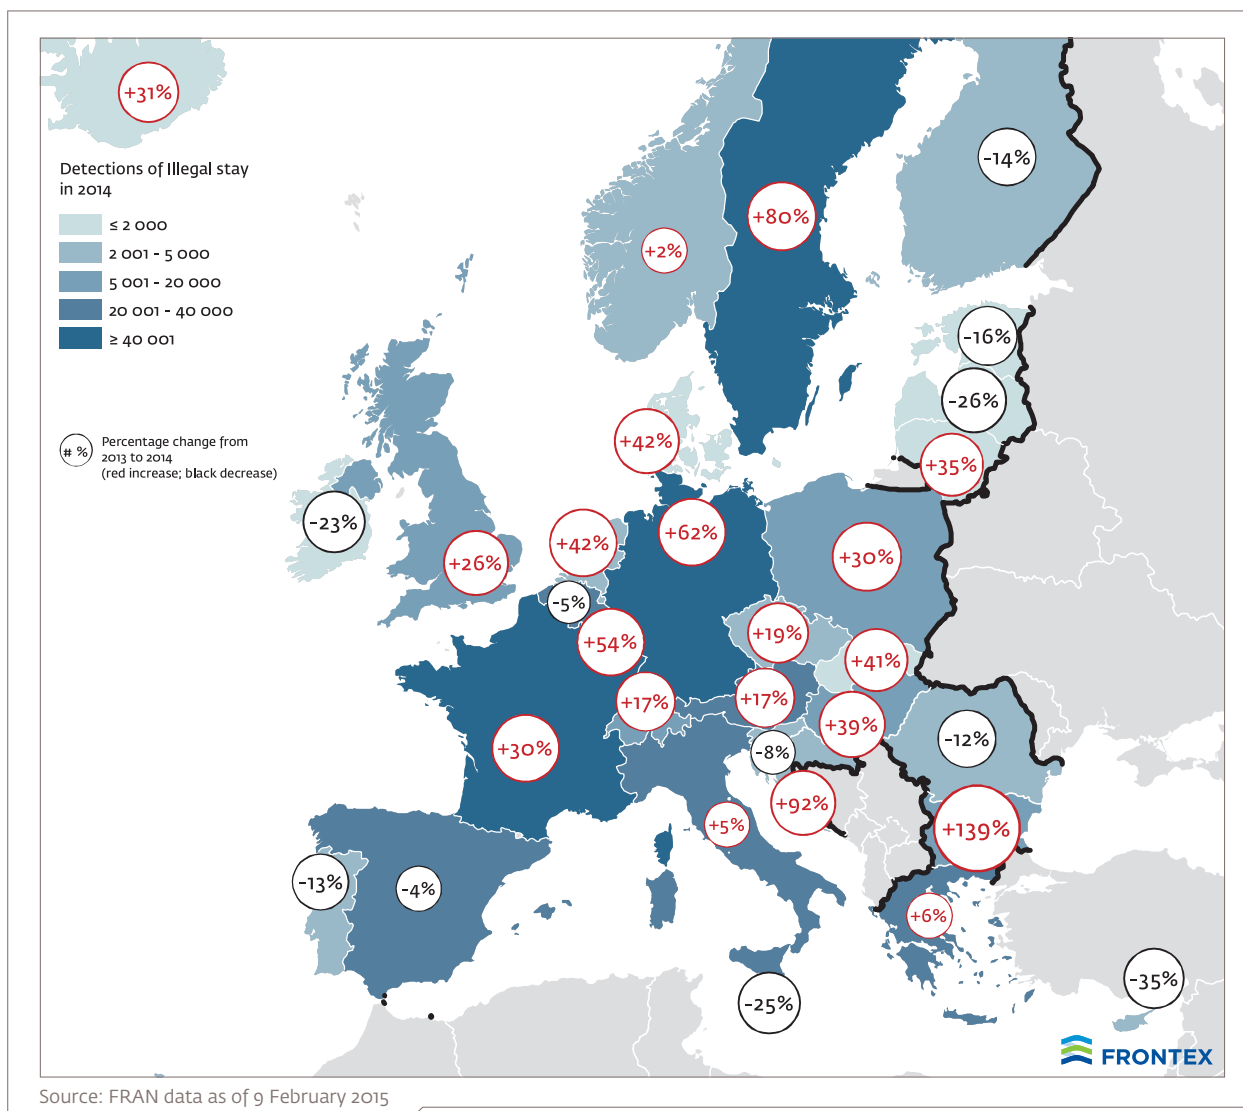 +31%
Detections of Illegal stay
in 2014
≤ 2 000
2 001 - 5 000
5 001 - 20 000
20 001 - 40 000
≥ 40 001
# %
Percentage change from
2013 to 2014
(red increase; black decrease)
-14%
+80%
+2%
-16%
-26%
+42%
+35%
-23%
+26%
+42%
+62%
+30%
-5%
+54%
+19%
+41%
+17%
+17%
+39%
-12%
+30%
-8%
+92%
+5%
+139%
-13%
-4%
+6%
-25%
-35%
FRONTEX
Source: FRAN data as of 9 February 2015